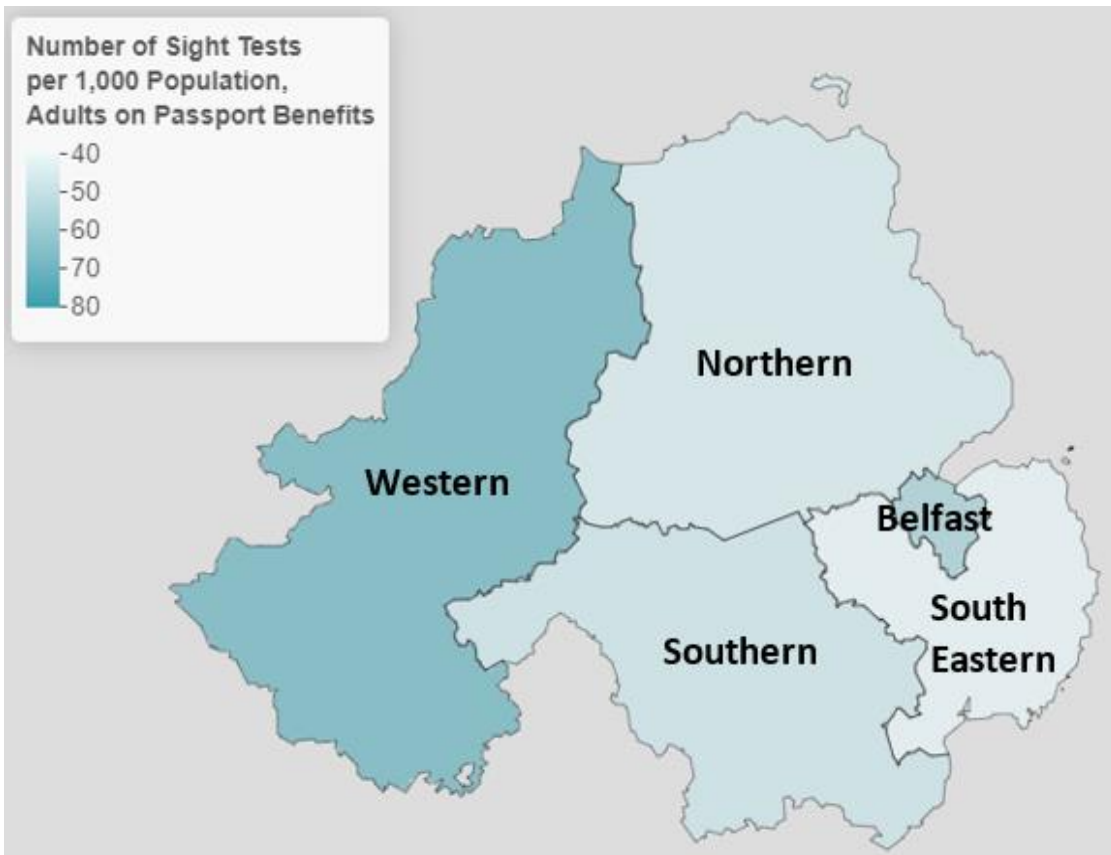 Number of Sight Tests
per 1,000 Population,
Adults on Passport Benefits
-40
-50
-60
-70
-80
Northern
Western
Belfast
South
Eastern
Southern